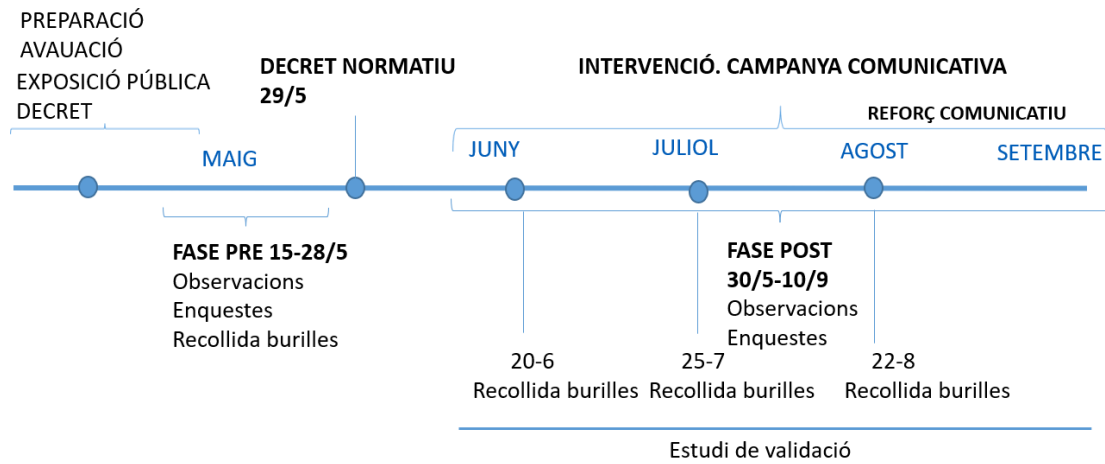 PREPARACIÓ
AVAUACIÓ
EXPOSICIÓ PÚBLICA
DECRET
DECRET NORMATIU
29/5
INTERVENCIÓ. CAMPANYA COMUNICATIVA
REFORÇ COMUNICATIU
MAIG
JUNY
JULIOL
AGOST
SETEMBRE
FASE PRE 15-28/5
Observacions
Enquestes
Recollida burilles
FASE POST
30/5-10/9
Observacions
Enquestes
20-6
Recollida burilles
25-7
Recollida burilles
22-8
Recollida burilles
Estudi de validació